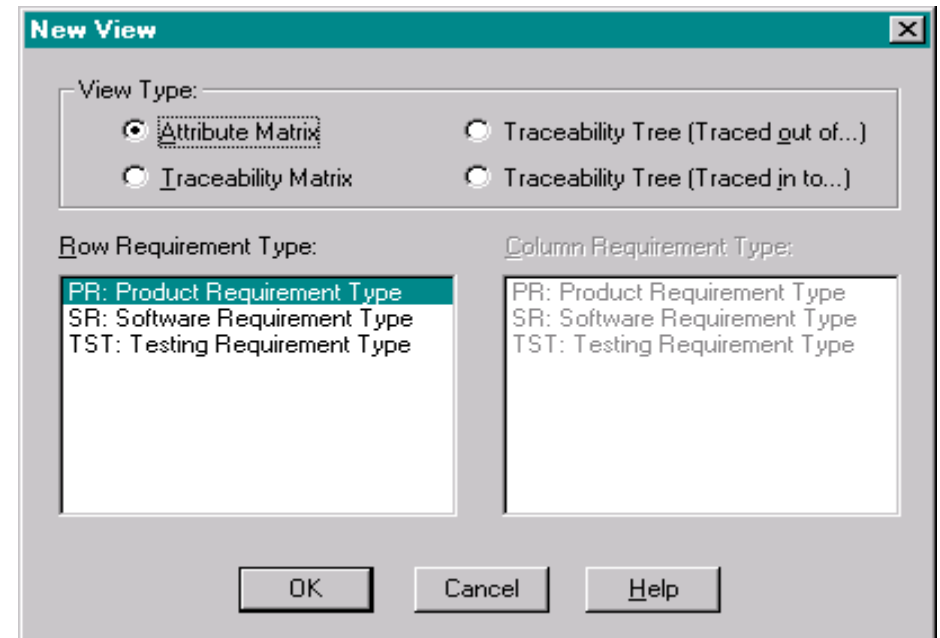 New View
View Type:
Attribute Matrix
Traceability Tree (Traced out of...)
Traceability Matrix
Traceability Tree (Traced in to...)
Row Requirement Type:
Column Requirement Type:
PR: Product Requirement Type
SR: Software Requirement Type
TST: Testing Requirement Type
PR: Product Requirement Type
SR: Software Requirement Type
TST: Testing Requirement Type
OK
Cancel
Help